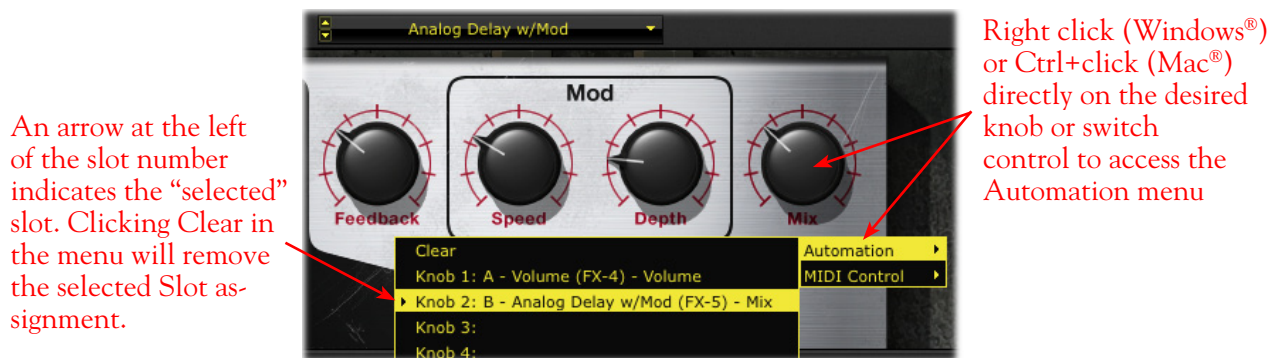 Analog Delay w/Mod
Mod
Feedback
Speed
Depth
Mix
Clear
Knob 1: A - Volume (FX-4) - Volume
Knob 2: B - Analog Delay w/Mod (FX-5) - Mix
Knob 3:
Knob 4:
Automation
MIDI Control
An arrow at the left
of the slot number
indicates the “selected”
slot. Clicking Clear in
the menu will remove
the selected Slot as-
signment.
Right click (Windows®)
or Ctrl+click (Mac®)
directly on the desired
knob or switch
control to access the
Automation menu